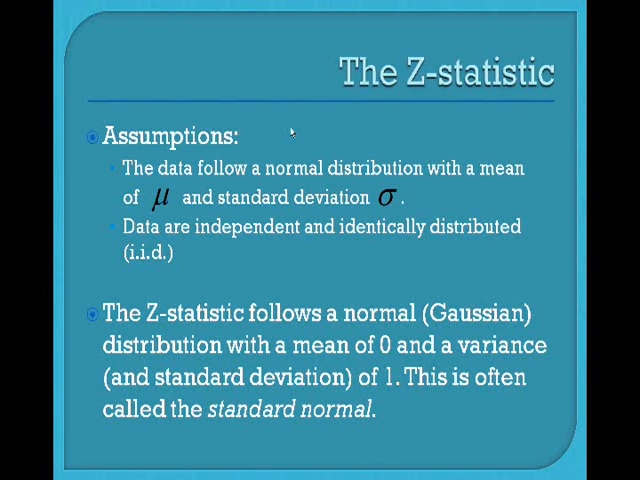 The Z-statistic
Assumptions:
The data follow a normal distribution with a mean
of μ and standard deviation σ .
Data are independent and identically distributed
(i.i.d.)
The Z-statistic follows a normal (Gaussian)
distribution with a mean of 0 and a variance
(and standard deviation) of 1. This is often
called the standard normal.